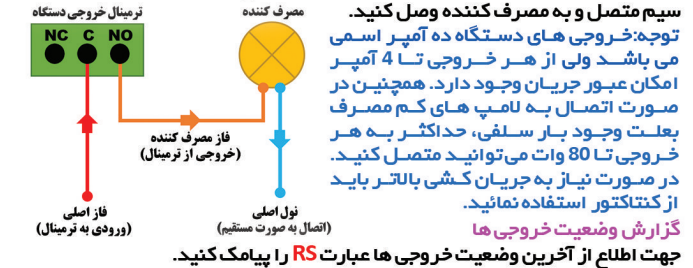 سیم متصل و به مصرف کننده وصل کنید.
توجه:خروجی های دستگاه ده آمپر اسمی
می باشد ولی از هر خروجی تا 4 آمپر
امکان عبور جریان وجود دارد. همچنین در
صورت اتصال به لامپ های کم مصرف
بعلت وجود بار سلفی، حداکثر به هر
خروجی تا 80 وات می توانید متصل کنید.
در صورت نیاز به جریان کشی بالاتر باید
از کنتاکتور استفاده نمائید.
مصرف کننده
ترمینال خروجی دستگاه
NC C NO
فاز مصرف کننده
(خروجی از ترمینال)
نول اصلی
(اتصال به صورت مستقیم)
فاز اصلی
(ورودی به ترمینال)
گزارش وضعیت خروجی ها
جهت اطلاع از آخرین وضعیت خروجی ها عبارت RS را پیامک کنید.